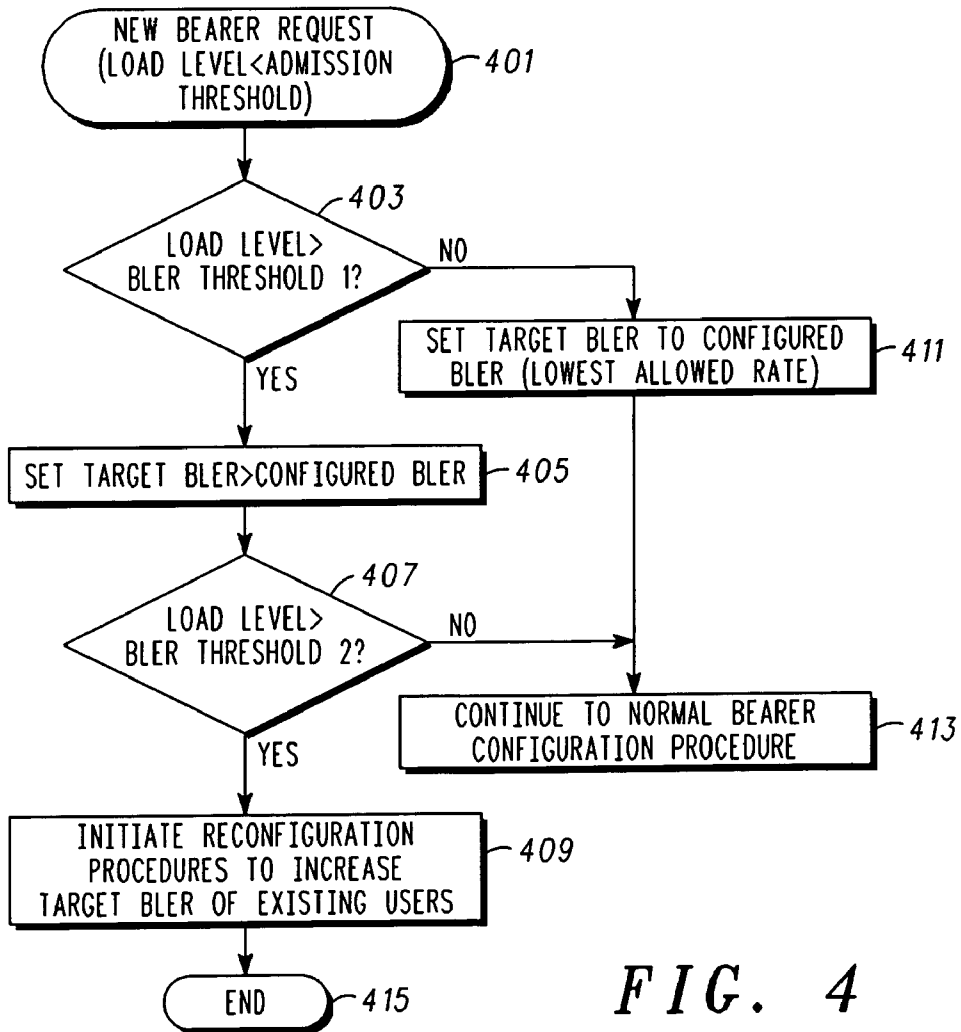 NEW BEARER REQUEST
(LOAD LEVEL<ADMISSION
THRESHOLD)
401
403
LOAD LEVEL>
BLER THRESHOLD 1?
NO
YES
SET TARGET BLER TO CONFIGURED
BLER (LOWEST ALLOWED RATE)
411
SET TARGET BLER>CONFIGURED BLER
405
407
LOAD LEVEL>
BLER THRESHOLD 2?
NO
YES
CONTINUE TO NORMAL BEARER
CONFIGURATION PROCEDURE
413
INITIATE RECONFIGURATION
PROCEDURES TO INCREASE
TARGET BLER OF EXISTING USERS
409
END
415
FIG. 4